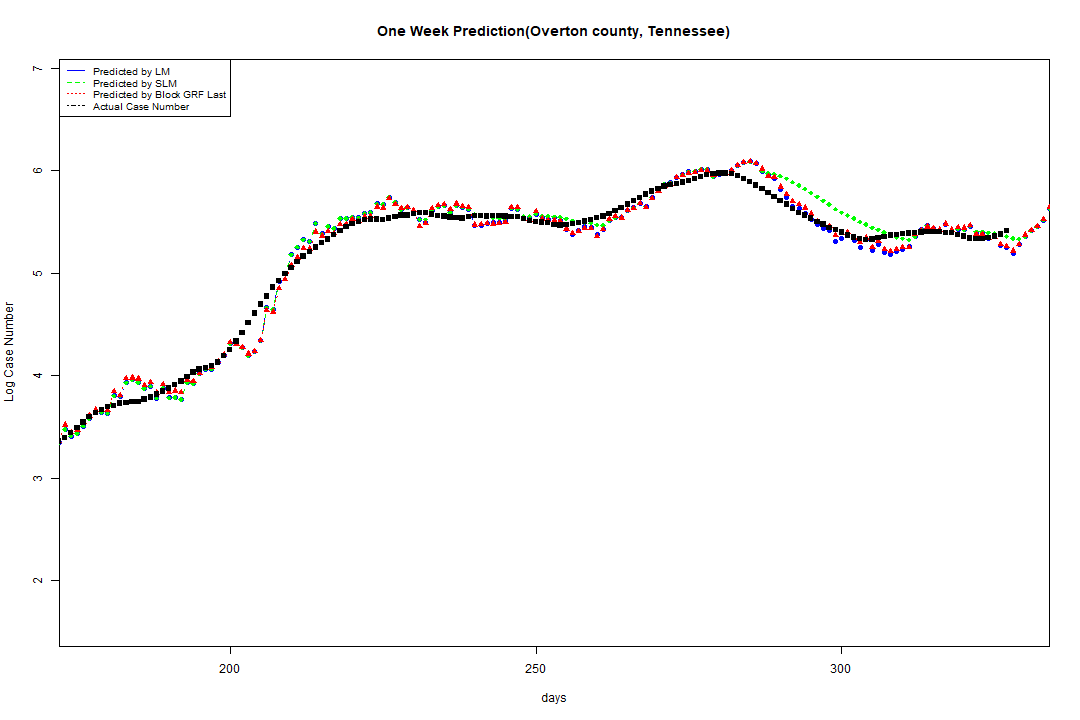 One Week Prediction(Overton county, Tennessee)
Predicted by LM
Predicted by SLM
Predicted by Block GRF Last
Actual Case Number
7
6
5
4
3
2
Log Case Number
200
250
300
days